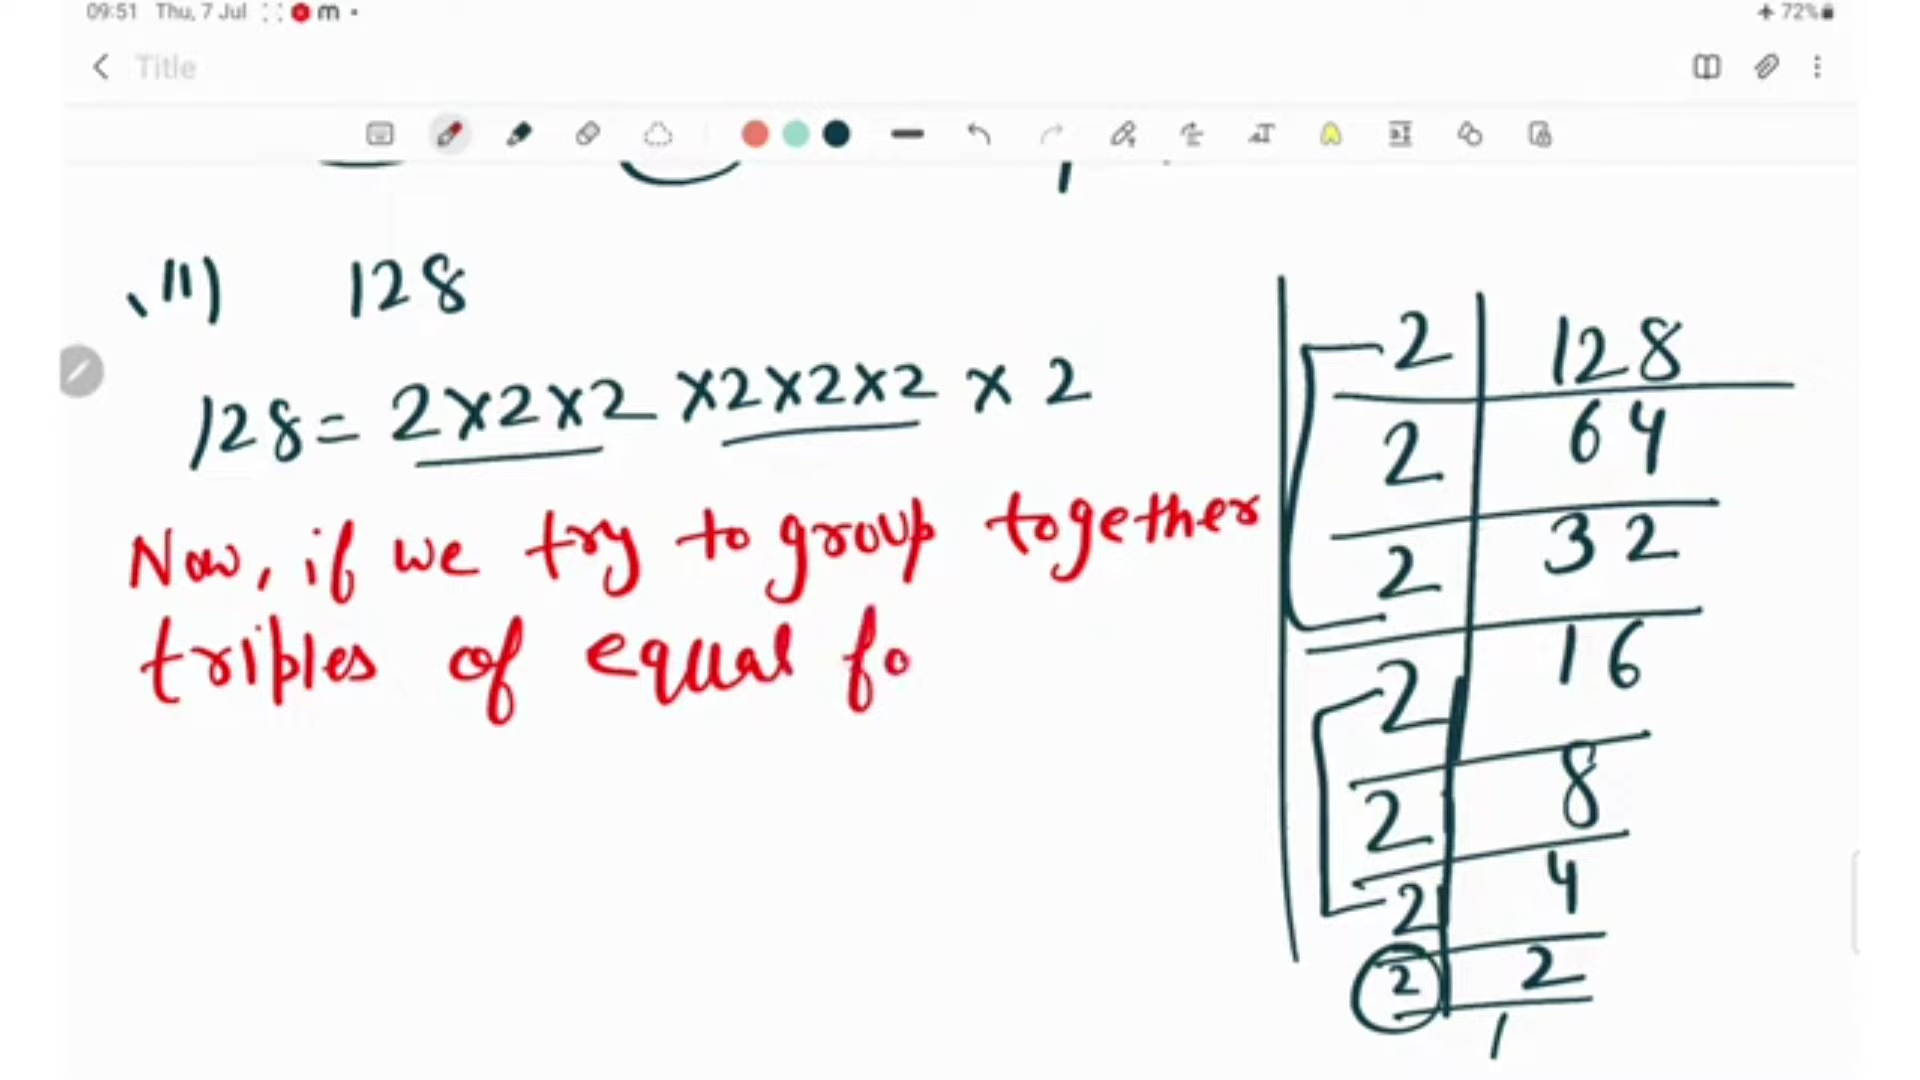 09:51 Thu, 7 Jul m •
72%
Title
(ii) 128
128 = 2×2×2 ×2×2×2 × 2
Now, if we try to group together
triples of equal fo
2 128
2 64
2 32
2 16
2 8
2 4
2 2
1